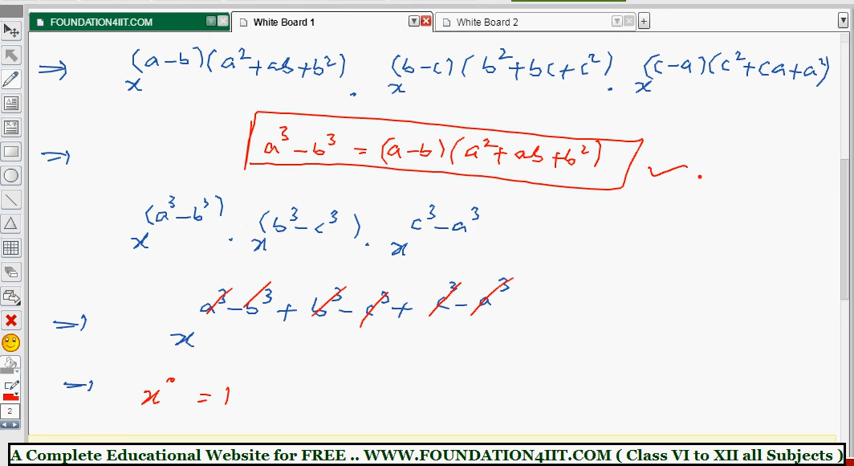 FOUNDATION4IIT.COM White Board 1 White Board 2
⇒ x^(a-b)(a²+ab+b²) . x^(b-c)(b²+bc+c²) . x^(c-a)(c²+ca+a²)
⇒ a³-b³ = (a-b)(a²+ab+b²) ✓.
x^(a³-b³) . x^(b³-c³) . x^c³-a³
⇒ x^a³-b³+b³-c³+c³-a³
⇒ x⁰ = 1
2
A Complete Educational Website for FREE .. WWW.FOUNDATION4IIT.COM ( Class VI to XII all Subjects )